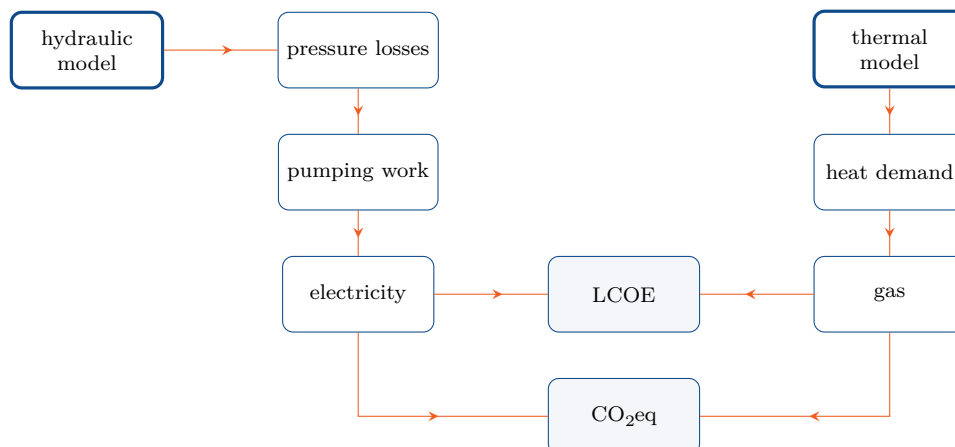 hydraulic
model
pressure losses
thermal
model
pumping work
heat demand
electricity
LCOE
gas
CO₂eq